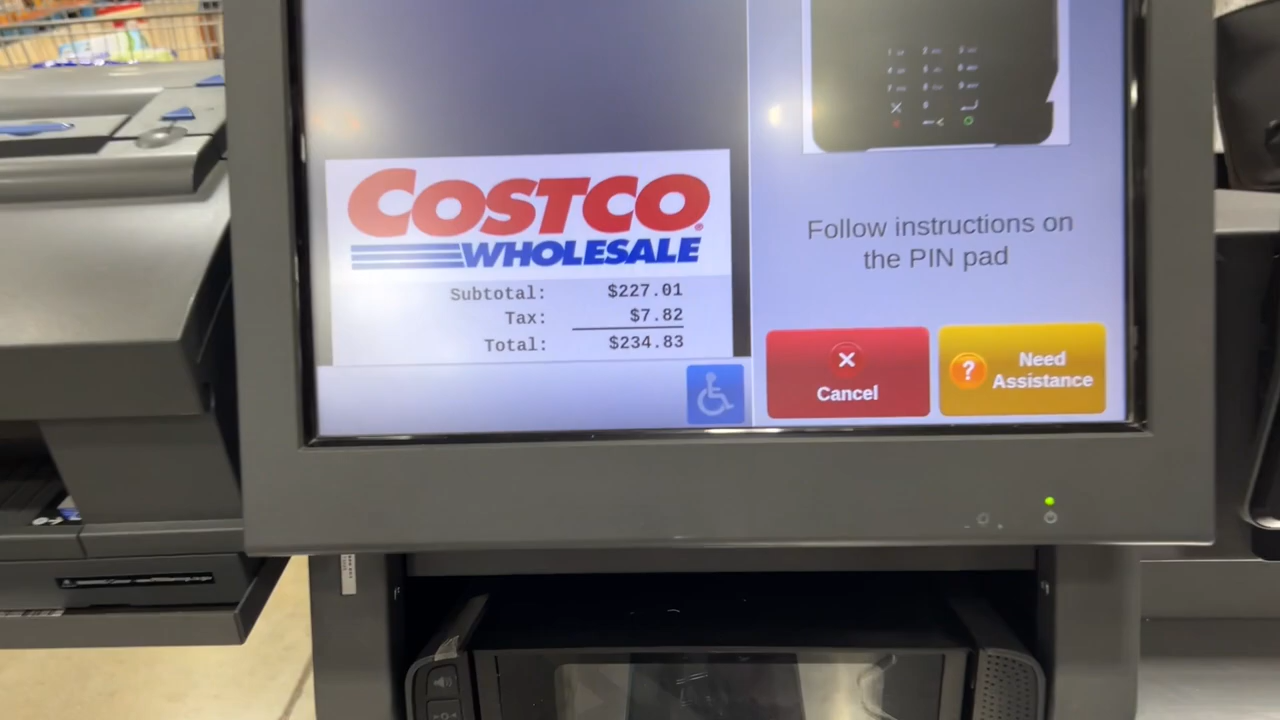 COSTCO
WHOLESALE
Subtotal: $227.01
Tax: $7.82
Total: $234.83
Follow instructions on
the PIN pad
Cancel
? Need
Assistance